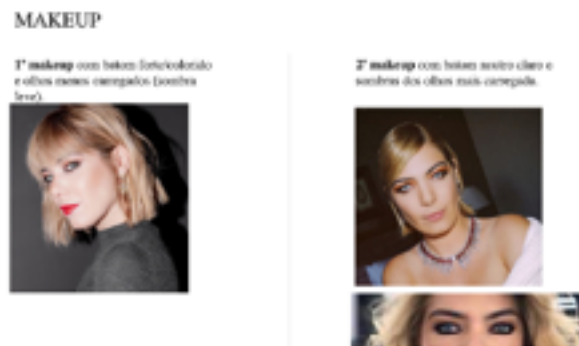 MAKEUP
1ª makeup com batom forte/colorido
e olhos menos carregados (sombra
leve).
2ª makeup com batom neutro claro e
sombras dos olhos mais carregada.